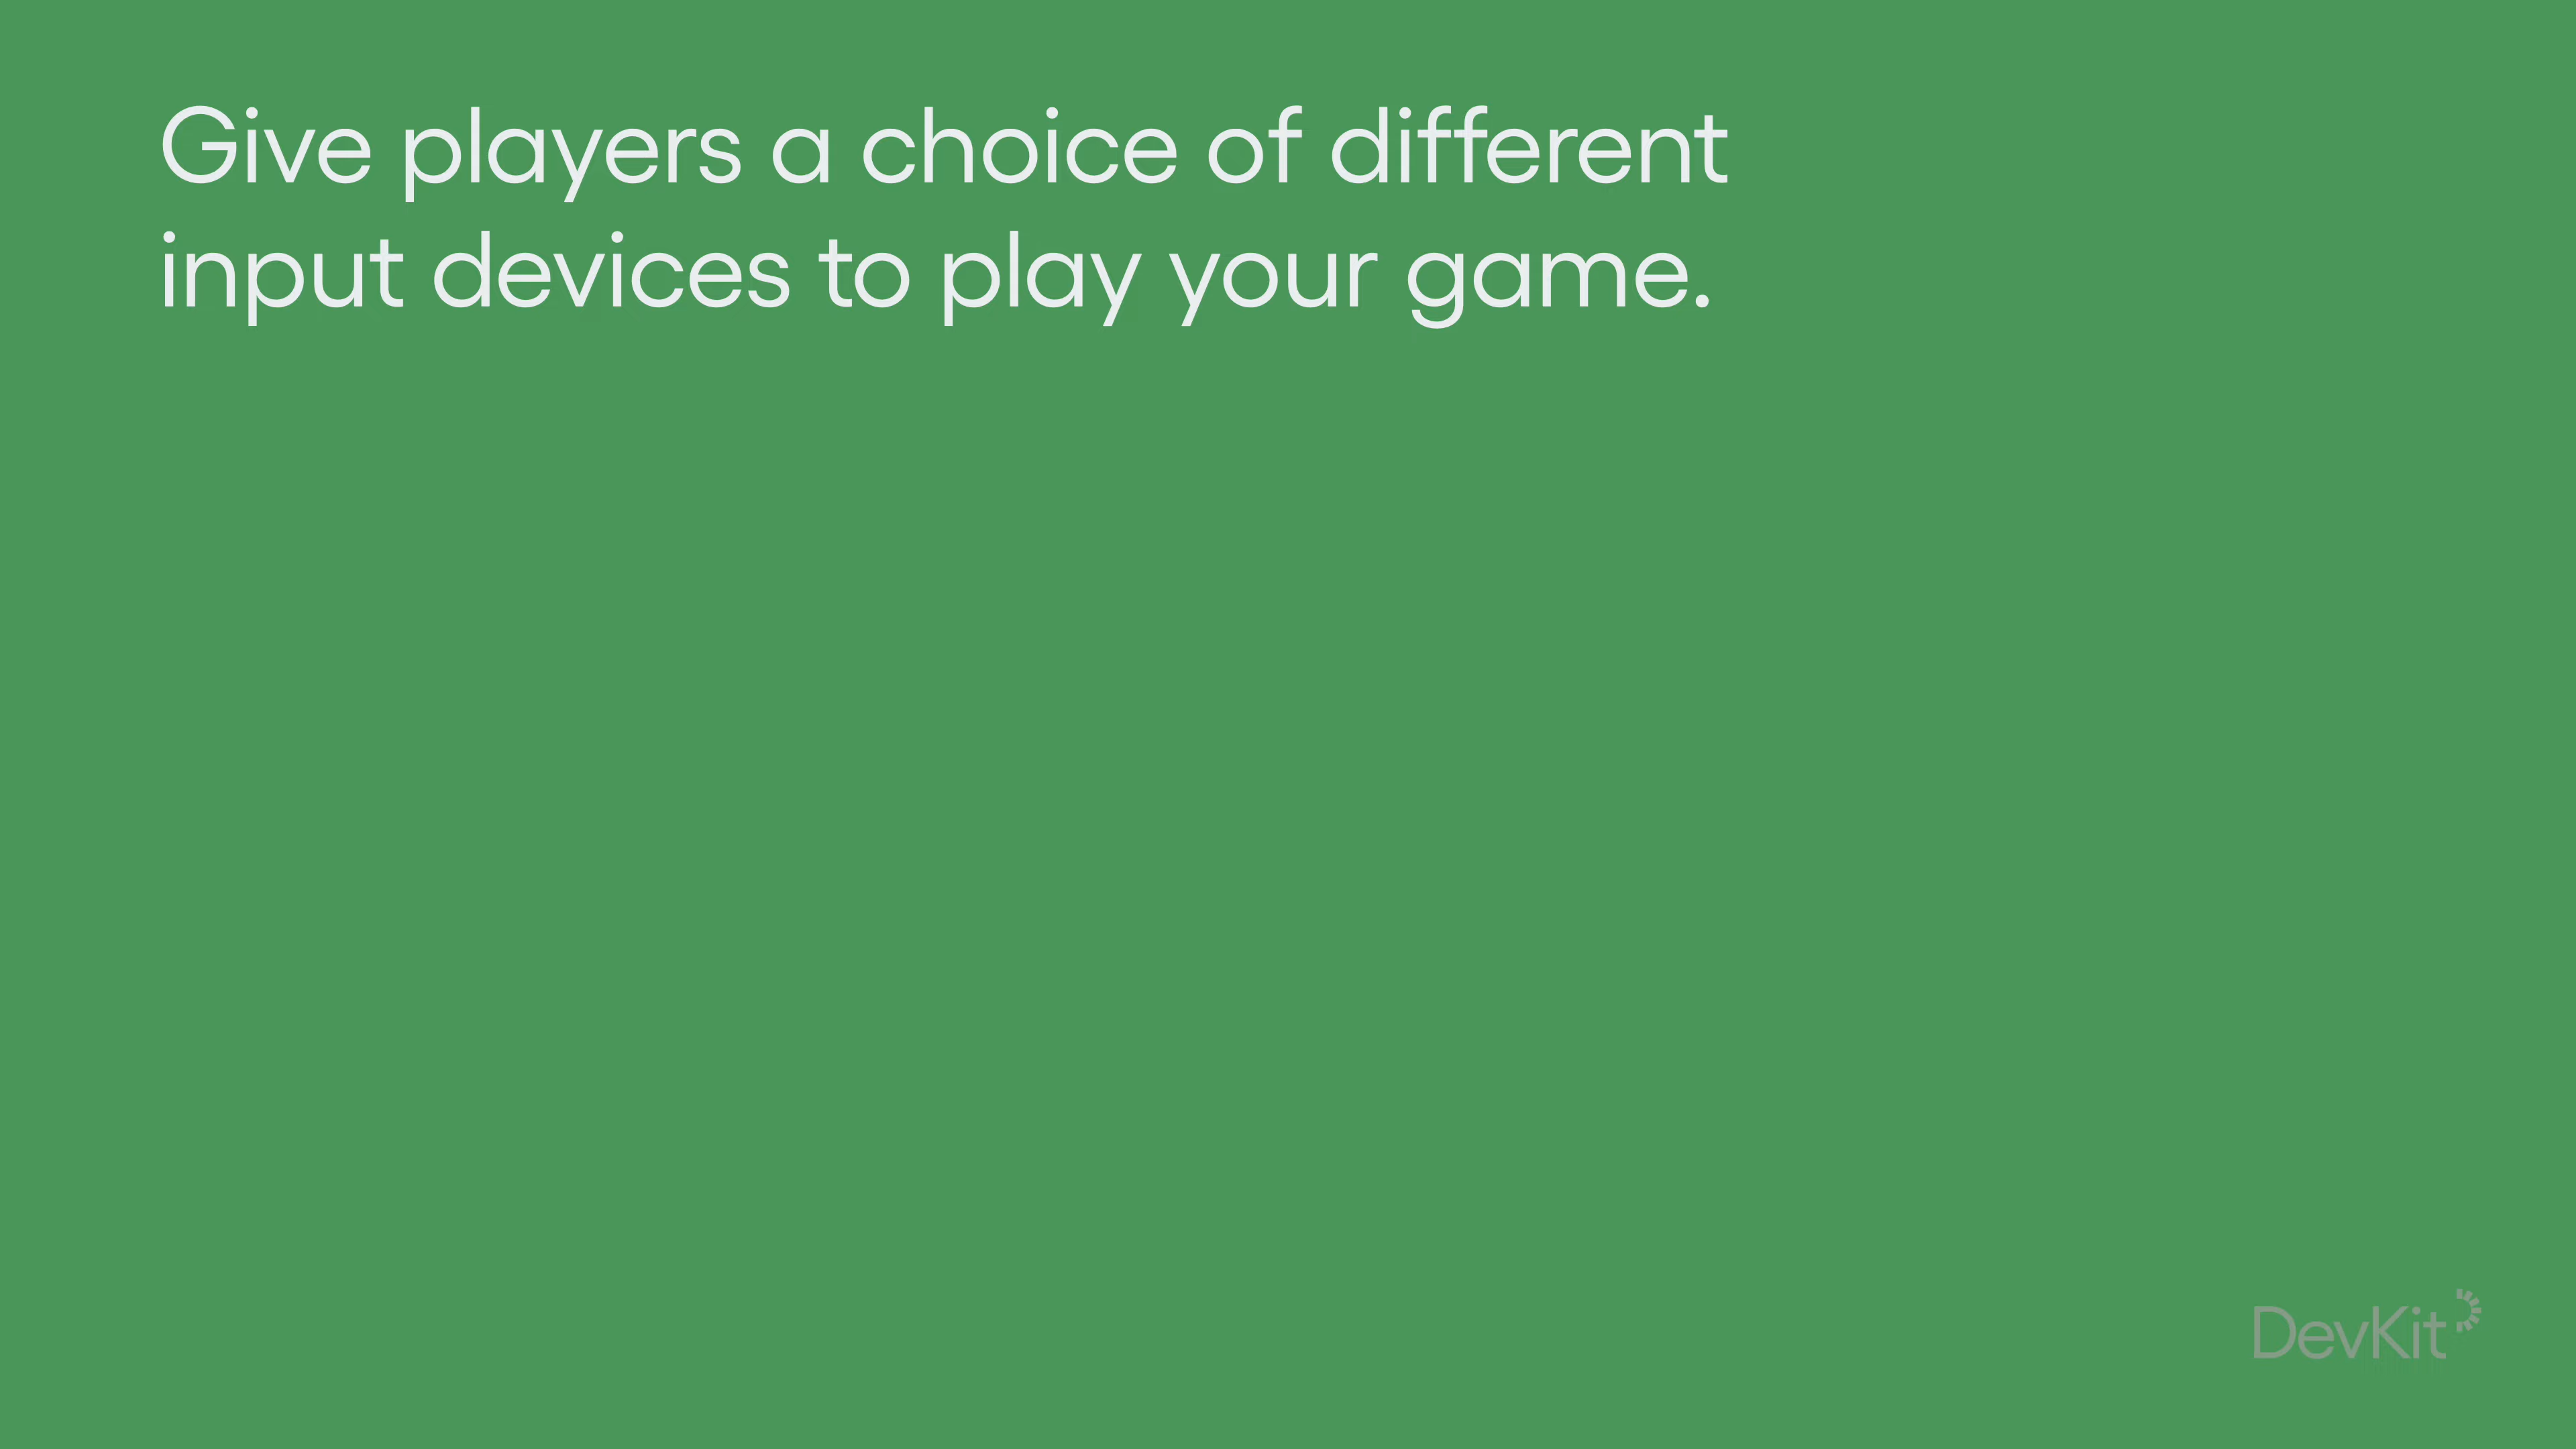 Give players a choice of different
input devices to play your game.
DevKit